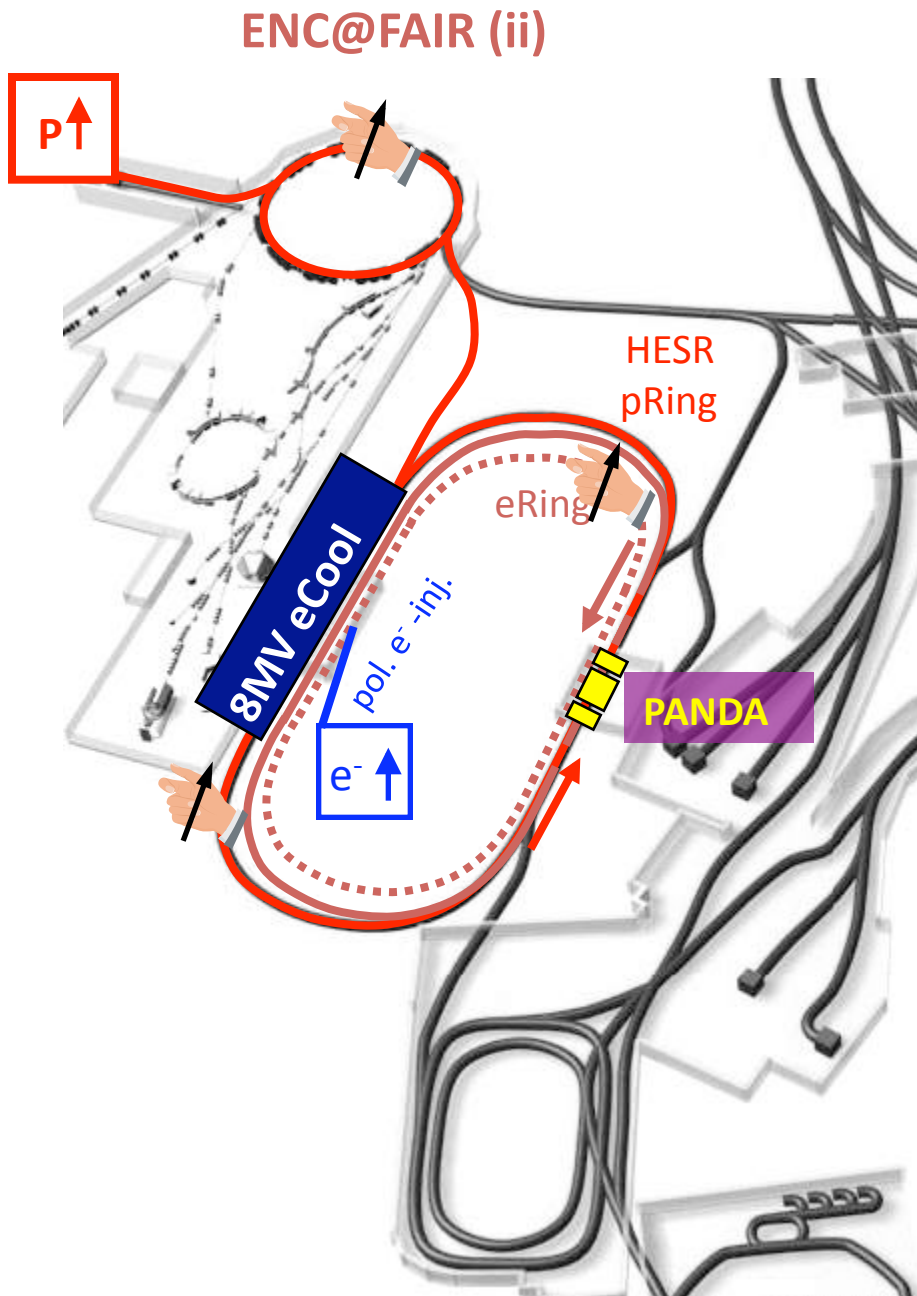 ENC@FAIR (ii)
P
HESR
pRing
eRing
8MV eCool
pol. e⁻-inj.
PANDA
e⁻